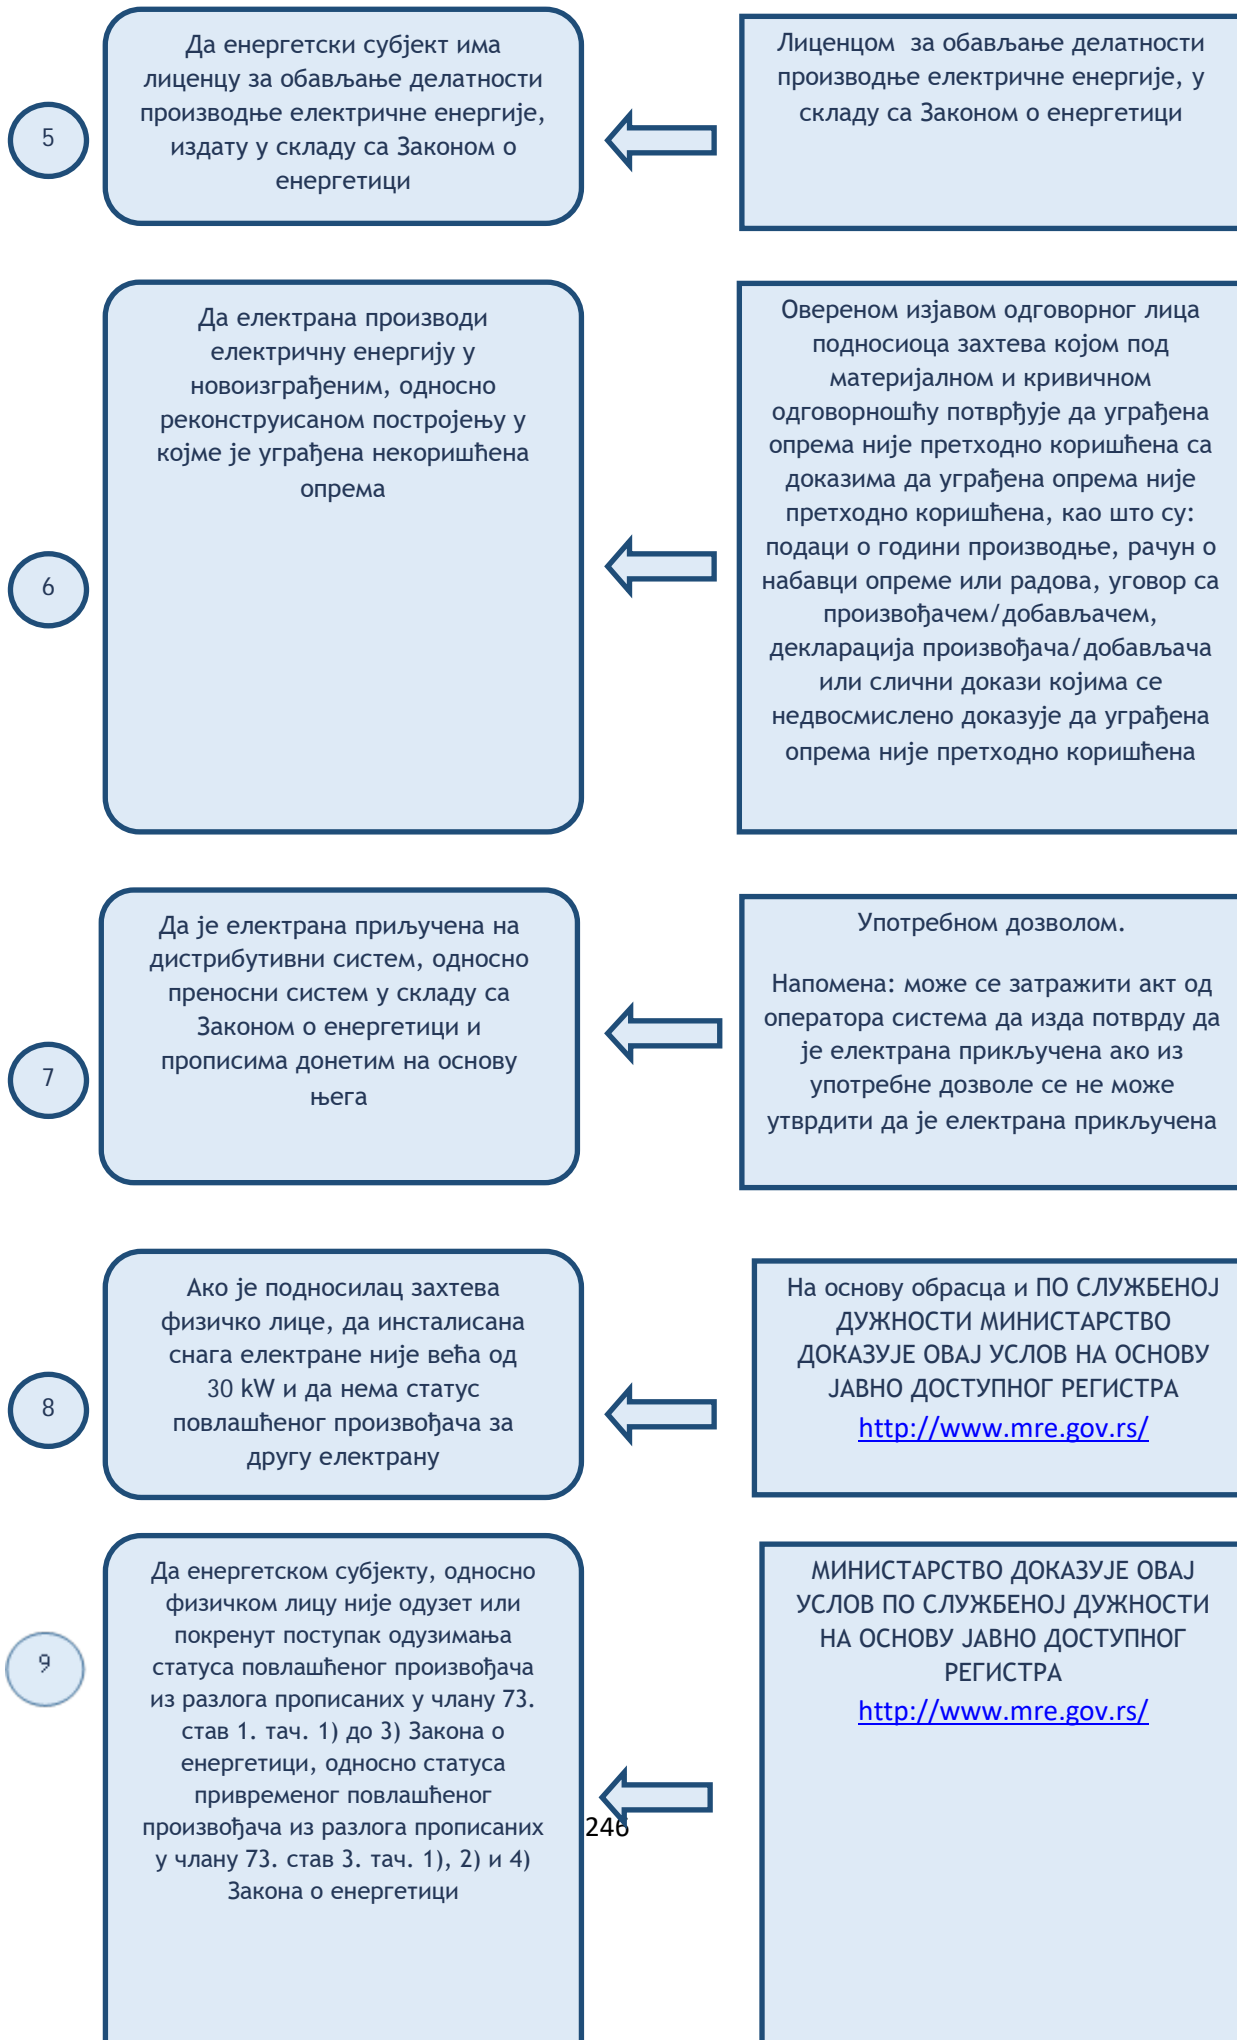 5
Да енергетски субјект има
лиценцу за обављање делатности
производње електричне енергије,
издату у складу са Законом о
енергетици
Лиценцом за обављање делатности
производње електричне енергије, у
складу са Законом о енергетици
6
Да електрана производи
електричну енергију у
новоизграђеним, односно
реконструисаном постројењу у
којме је уграђена некоришћена
опрема
Овереном изјавом одговорног лица
подносиоца захтева којом под
материјалном и кривичном
одговорношћу потврђује да уграђена
опрема није претходно коришћена са
доказима да уграђена опрема није
претходно коришћена, као што су:
подаци о години производње, рачун о
набавци опреме или радова, уговор са
произвођачем/добављачем,
декларација произвођача/добављача
или слични докази којима се
недвосмислено доказује да уграђена
опрема није претходно коришћена
7
Да је електрана приључена на
дистрибутивни систем, односно
преносни систем у складу са
Законом о енергетици и
прописима донетим на основу
њега
Употребном дозволом.
Напомена: може се затражити акт од
оператора система да изда потврду да
је електрана прикључена ако из
употребне дозволе се не може
утврдити да је електрана прикључена
8
Ако је подносилац захтева
физичко лице, да инсталисана
снага електране није већа од
30 kW и да нема статус
повлашћеног произвођача за
другу електрану
На основу обрасца и ПО СЛУЖБЕНОЈ
ДУЖНОСТИ МИНИСТАРСТВО
ДОКАЗУЈЕ ОВАЈ УСЛОВ НА ОСНОВУ
ЈАВНО ДОСТУПНОГ РЕГИСТРА
http://www.mre.gov.rs/
9
Да енергетском субјекту, односно
физичком лицу није одузет или
покренут поступак одузимања
статуса повлашћеног произвођача
из разлога прописаних у члану 73.
став 1. тач. 1) до 3) Закона о
енергетици, односно статуса
привременог повлашћеног
произвођача из разлога прописаних
у члану 73. став 3. тач. 1), 2) и 4)
Закона о енергетици
МИНИСТАРСТВО ДОКАЗУЈЕ ОВАЈ
УСЛОВ ПО СЛУЖБЕНОЈ ДУЖНОСТИ
НА ОСНОВУ ЈАВНО ДОСТУПНОГ
РЕГИСТРА
http://www.mre.gov.rs/
246